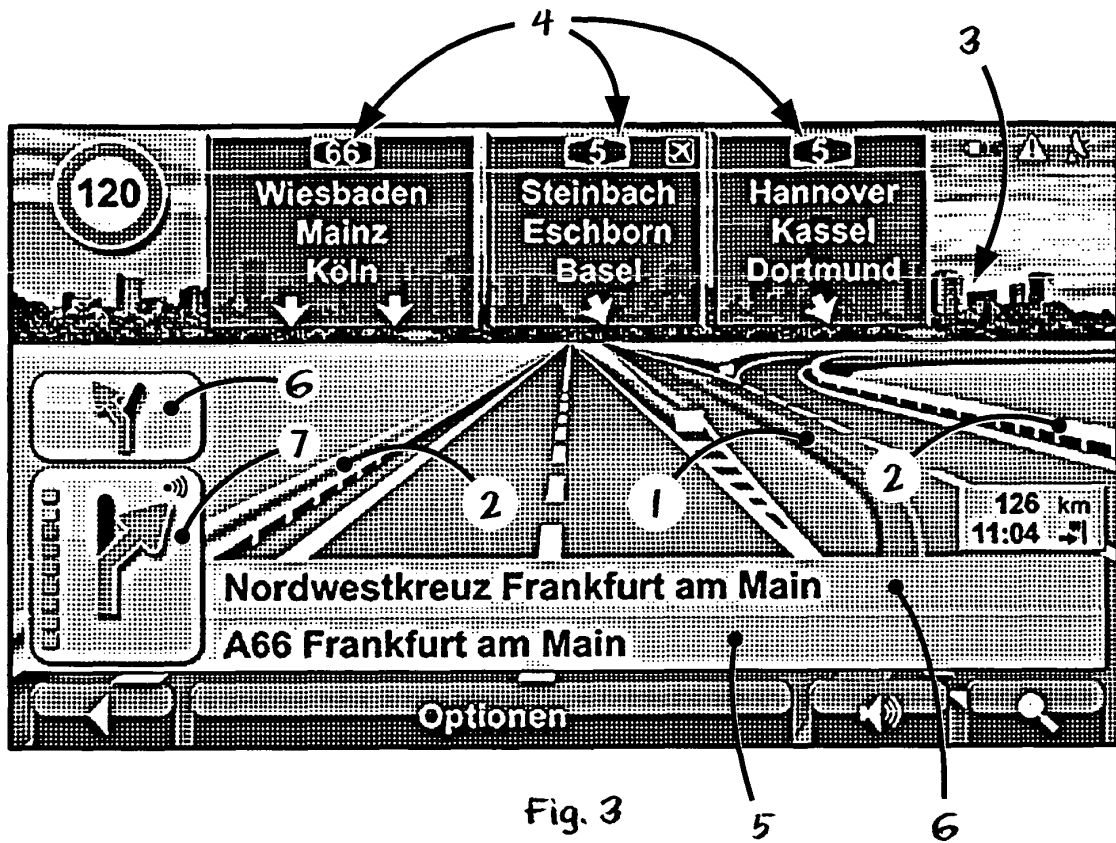 4
3
66
5
5
120
Wiesbaden
Mainz
Köln
Steinbach
Eschborn
Basel
Hannover
Kassel
Dortmund
6
7
2
1
2
126 km
11:04
Nordwestkreuz Frankfurt am Main
A66 Frankfurt am Main
Optionen
Fig. 3
5
6